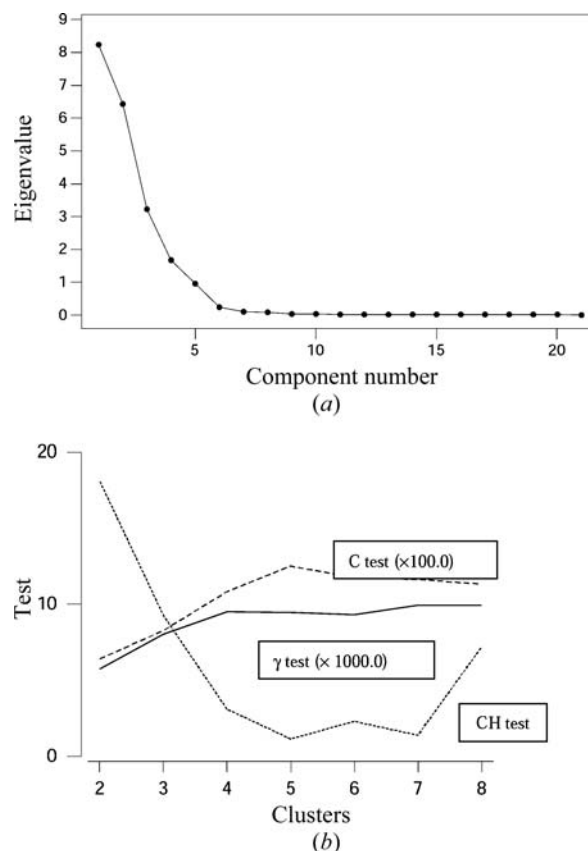 9
8
7
6
5
4
3
2
1
0
Eigenvalue
5 10 15 20
Component number
(a)
20
10
0
Test
C test (×100.0)
γ test (× 1000.0)
CH test
2 3 4 5 6 7 8
Clusters
(b)